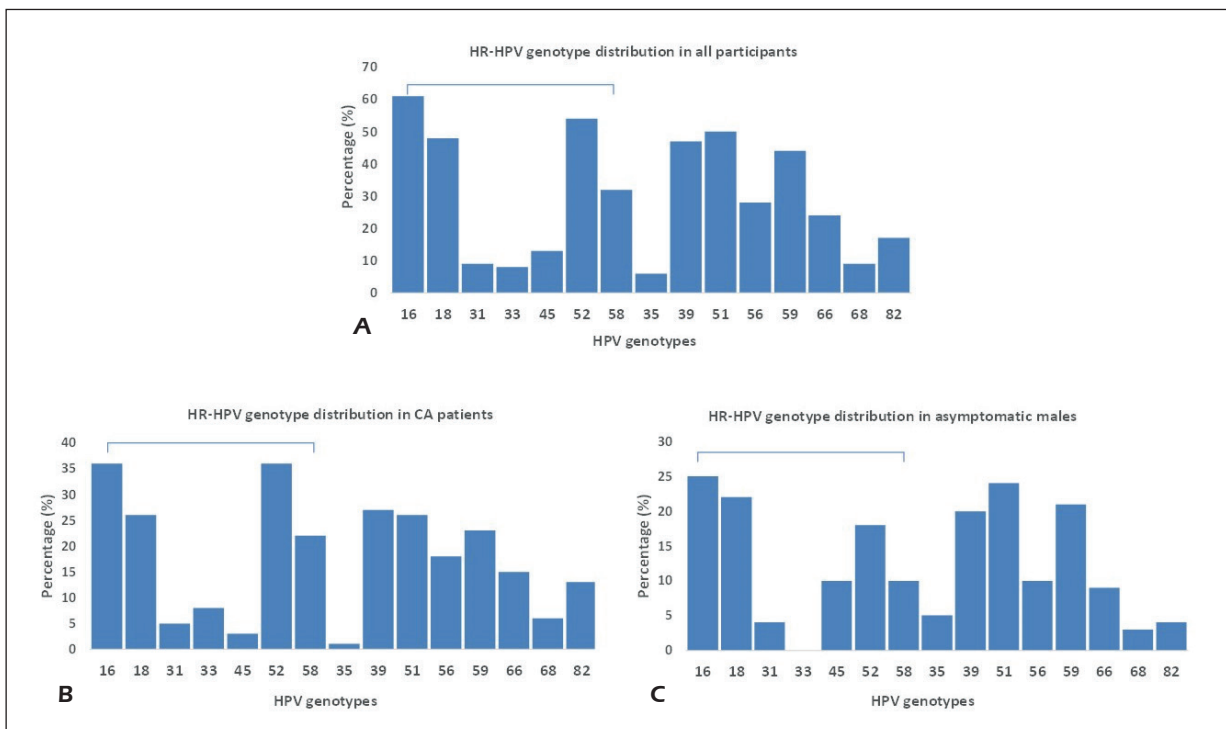 HR-HPV genotype distribution in all participants
Percentage (%)
70
60
50
40
30
20
10
0
16 18 31 33 45 52 58 35 39 51 56 59 66 68 82
HPV genotypes
A
HR-HPV genotype distribution in CA patients
Percentage (%)
40
35
30
25
20
15
10
5
0
16 18 31 33 45 52 58 35 39 51 56 59 66 68 82
HPV genotypes
B
HR-HPV genotype distribution in asymptomatic males
Percentage (%)
30
25
20
15
10
5
0
16 18 31 33 45 52 58 35 39 51 56 59 66 68 82
HPV genotypes
C